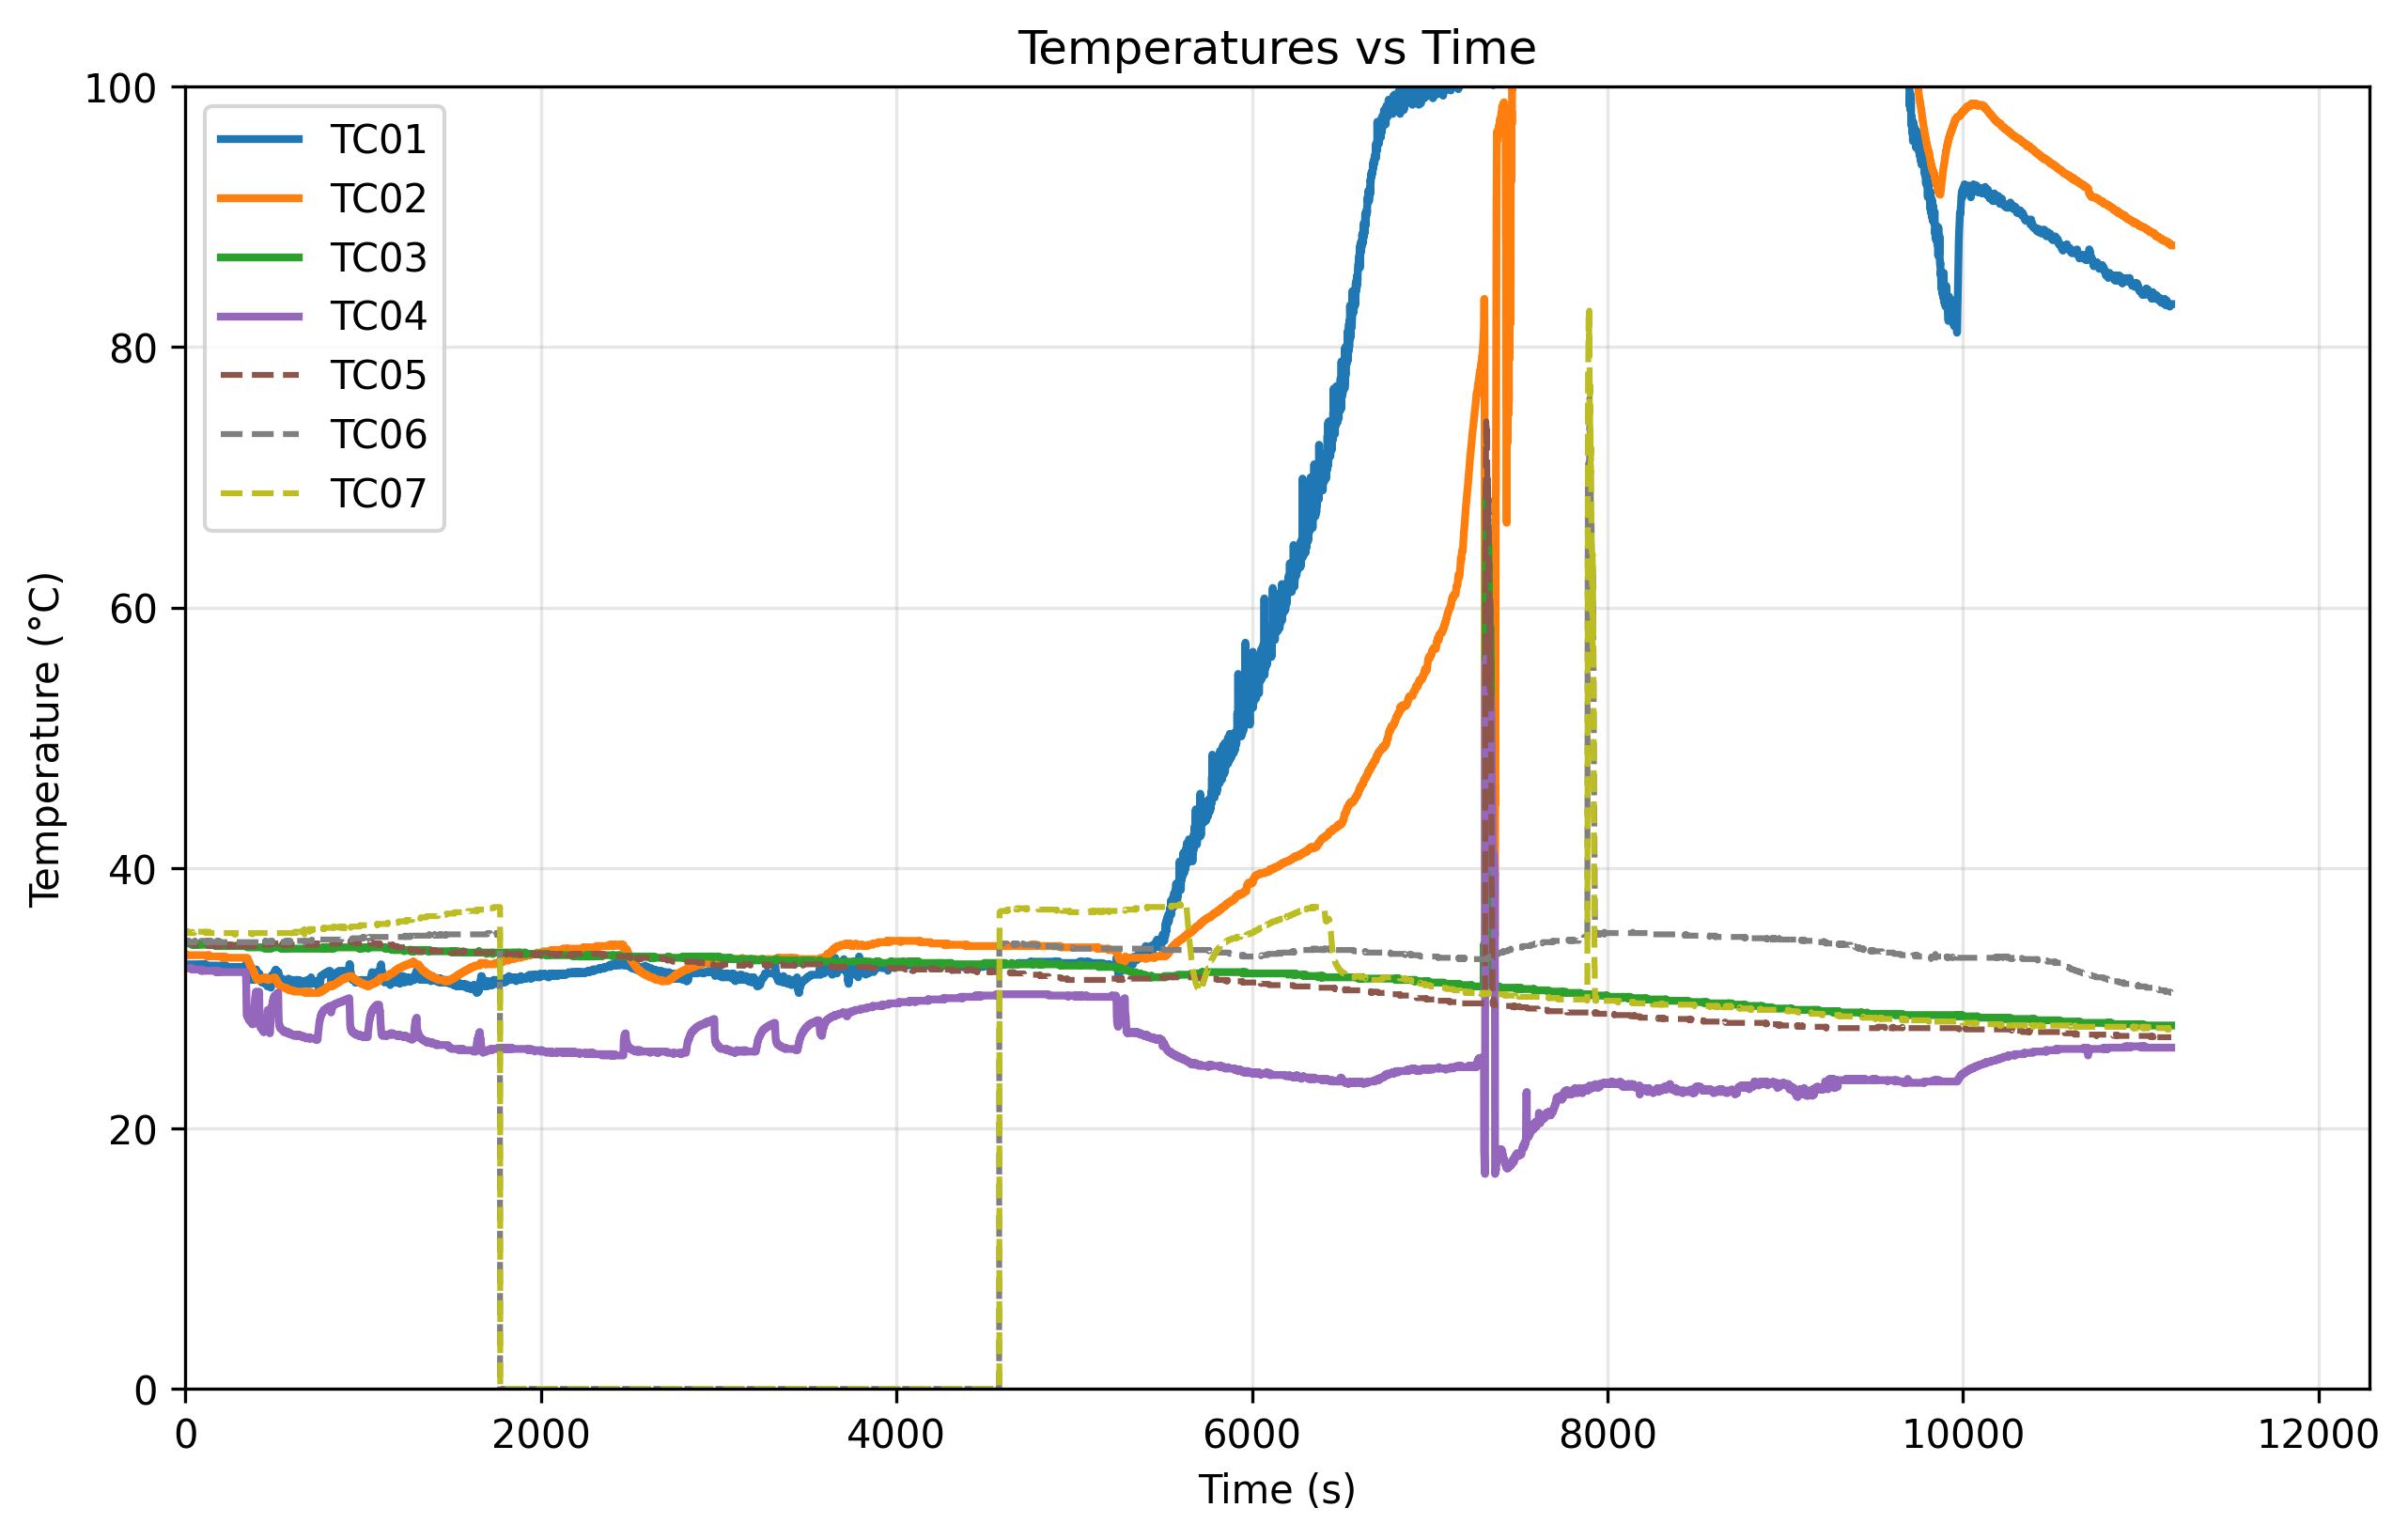 Temperatures vs Time
100
80
60
40
20
0
Temperature (°C)
TC01
TC02
TC03
TC04
TC05
TC06
TC07
0 2000 4000 6000 8000 10000 12000
Time (s)